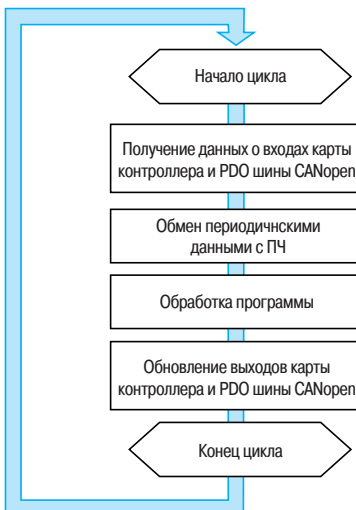 Начало цикла
Получение данных о входах карты
контроллера и PDO шины CANopen
Обмен периодичнскими
данными с ПЧ
Обработка программы
Обновление выходов карты
контроллера и PDO шины CANopen
Конец цикла